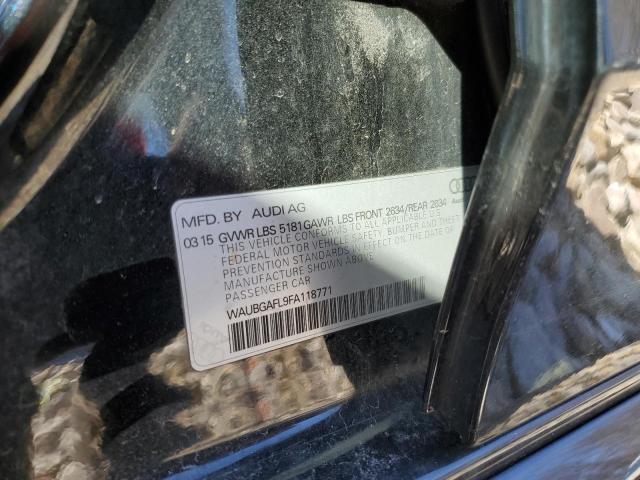 MFD. BY AUDI AG
03 15 GVWR LBS 5181 GAWR LBS FRONT 2634/REAR 2634
THIS VEHICLE CONFORMS TO ALL APPLICABLE U.S.
FEDERAL MOTOR VEHICLE SAFETY, BUMPER AND THEFT
PREVENTION STANDARDS IN EFFECT ON THE DATE OF
MANUFACTURE SHOWN ABOVE.
PASSENGER CAR
WAUBGAFL9FA118771